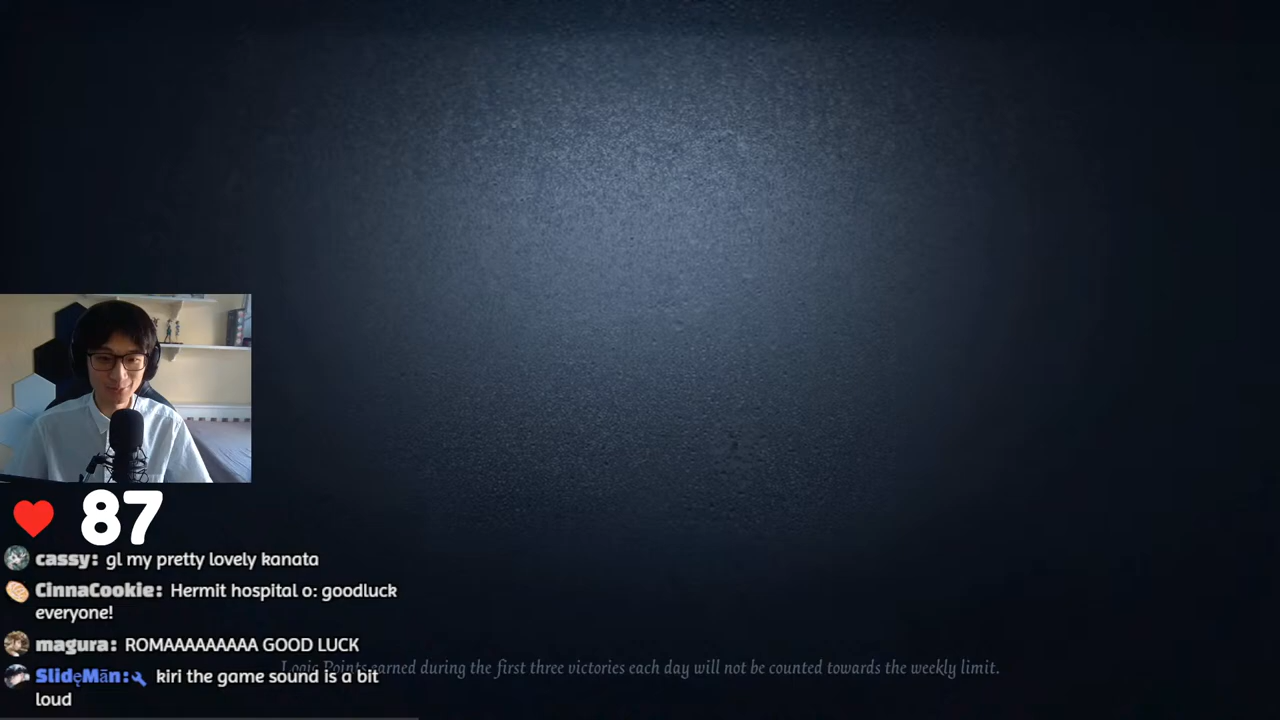 87
cassy: gl my pretty lovely kanata
CinnaCookie: Hermit hospital o: goodluck
everyone!
magura: ROMAAAAAAAAA GOOD LUCK
Logic Points earned during the first three victories each day will not be counted towards the weekly limit.
SlidęMān: kiri the game sound is a bit
loud